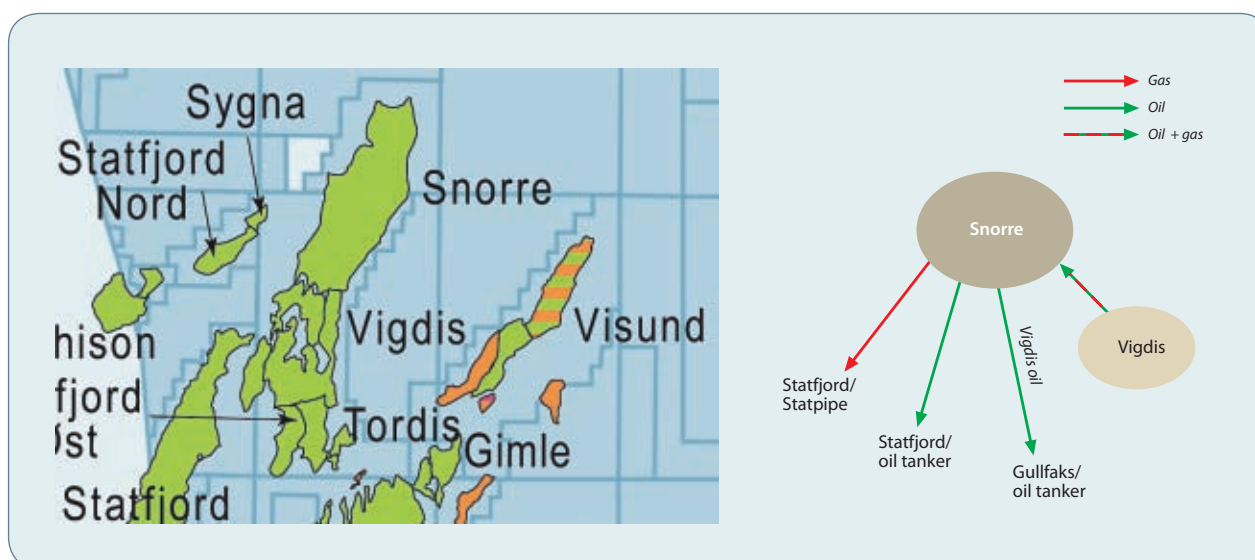 Sygna
Statfjord
Nord
Snorre
hison
Vigdis
Visund
fjord
Øst
Tordis
Gimle
Statfjord
Gas
Oil
Oil + gas
Snorre
Vigdis
Vigdis oil
Statfjord/
Statpipe
Statfjord/
oil tanker
Gullfaks/
oil tanker